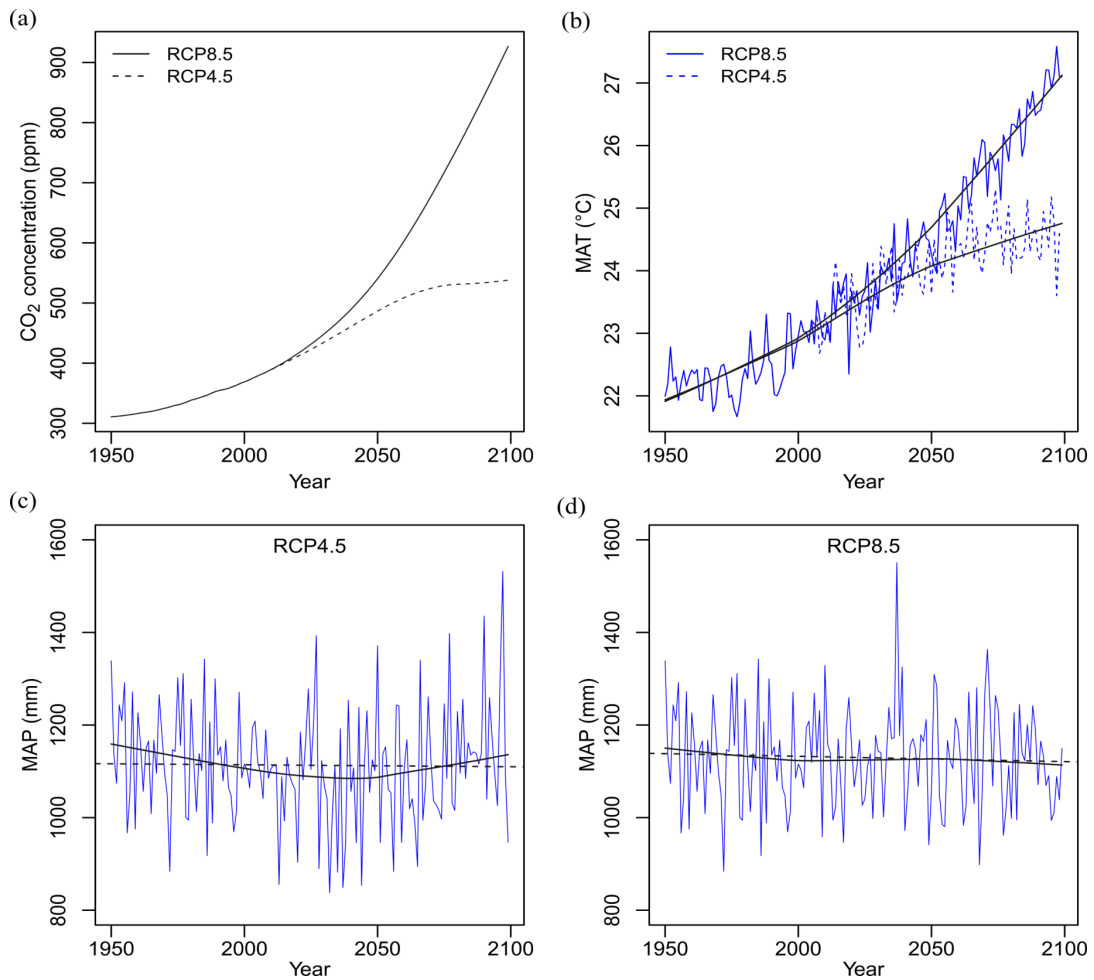 (a)
RCP8.5
RCP4.5
CO2 concentration (ppm)
300 400 500 600 700 800 900
1950 2000 2050 2100
Year
(b)
RCP8.5
RCP4.5
MAT (°C)
22 23 24 25 26 27
1950 2000 2050 2100
Year
(c)
RCP4.5
MAP (mm)
800 1000 1200 1400 1600
1950 2000 2050 2100
Year
(d)
RCP8.5
MAP (mm)
800 1000 1200 1400 1600
1950 2000 2050 2100
Year